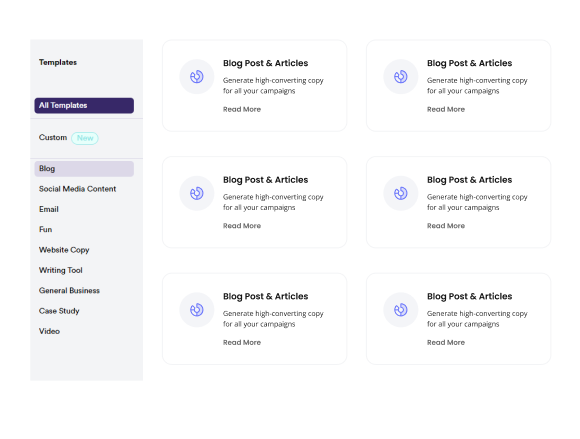 Templates
All Templates
Custom New
Blog
Social Media Content
Email
Fun
Website Copy
Writing Tool
General Business
Case Study
Video
Blog Post & Articles
Generate high-converting copy
for all your campaigns
Read More
Blog Post & Articles
Generate high-converting copy
for all your campaigns
Read More
Blog Post & Articles
Generate high-converting copy
for all your campaigns
Read More
Blog Post & Articles
Generate high-converting copy
for all your campaigns
Read More
Blog Post & Articles
Generate high-converting copy
for all your campaigns
Read More
Blog Post & Articles
Generate high-converting copy
for all your campaigns
Read More